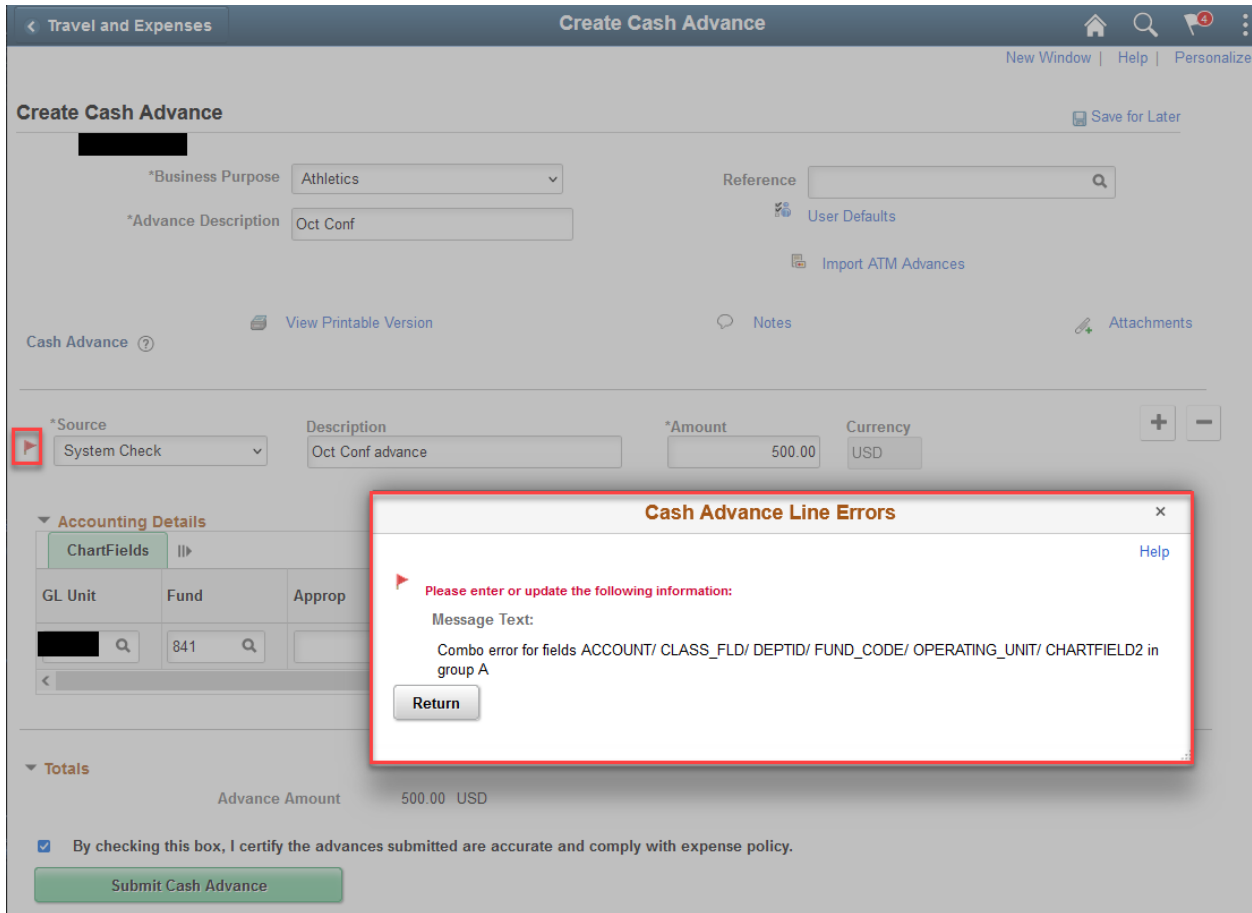 Travel and Expenses
Create Cash Advance
4
New Window | Help | Personalize
Create Cash Advance
Save for Later
*Business Purpose Athletics
Reference
*Advance Description Oct Conf
User Defaults
Import ATM Advances
View Printable Version
Notes
Attachments
Cash Advance ?
*Source Description *Amount Currency
System Check Oct Conf advance 500.00 USD
Accounting Details
ChartFields
GL Unit Fund Approp
841
Cash Advance Line Errors ×
Help
Please enter or update the following information:
Message Text:
Combo error for fields ACCOUNT/ CLASS_FLD/ DEPTID/ FUND_CODE/ OPERATING_UNIT/ CHARTFIELD2 in
group A
Return
Totals
Advance Amount 500.00 USD
By checking this box, I certify the advances submitted are accurate and comply with expense policy.
Submit Cash Advance